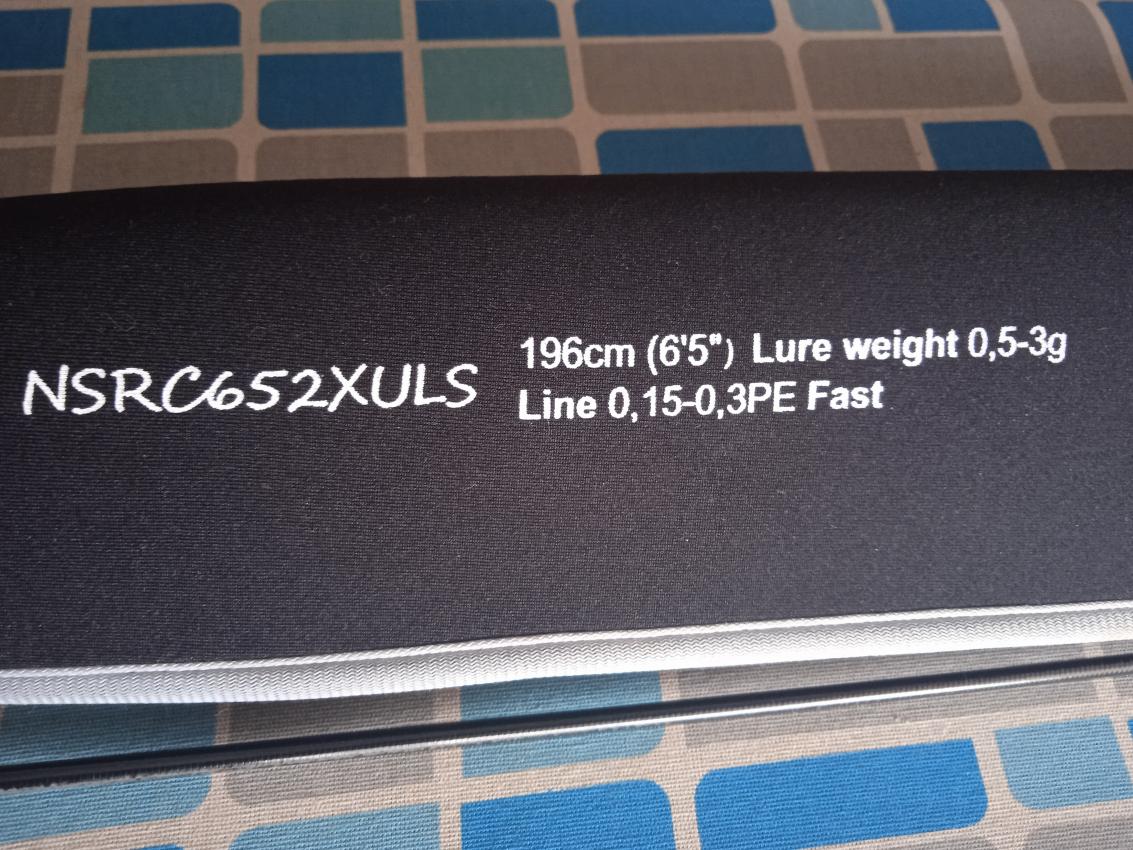 NSRC652XULS
196cm (6'5") Lure weight 0,5-3g
Line 0,15-0,3PE Fast